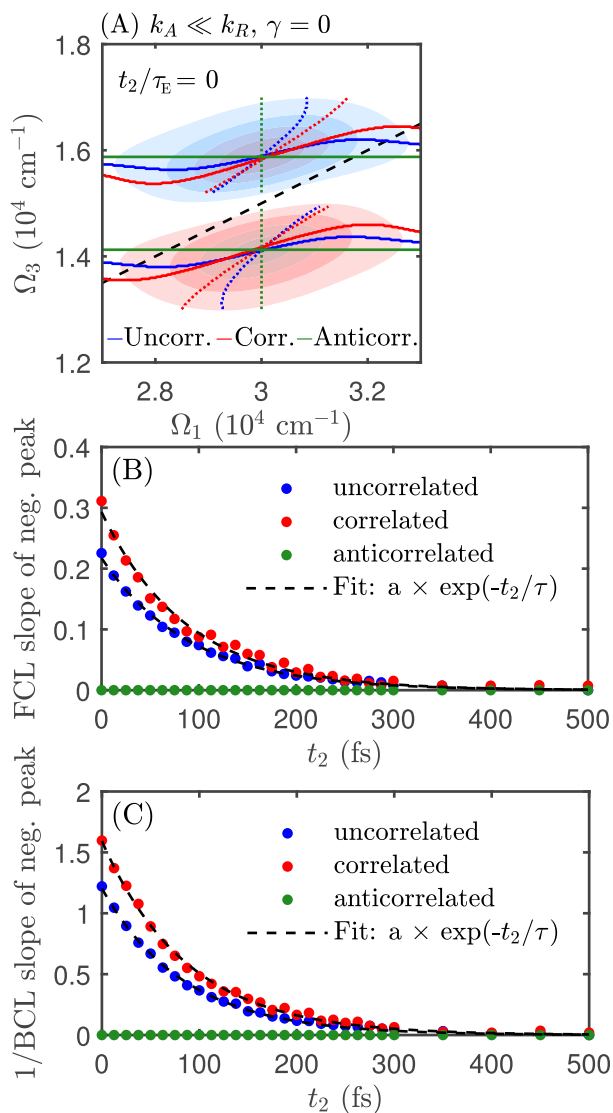 (A) k_A ≪ k_R, γ = 0
t_2/τ_E = 0
1.8
1.6
1.4
1.2
Ω_3 (10^4 cm^−1)
Uncorr. Corr. Anticorr.
2.8 3 3.2
Ω_1 (10^4 cm^−1)
(B)
0.4
0.3
0.2
0.1
0
FCL slope of neg. peak
uncorrelated
correlated
anticorrelated
Fit: a × exp(-t_2/τ)
0 100 200 300 400 500
t_2 (fs)
(C)
2
1.5
1
0.5
0
1/BCL slope of neg. peak
uncorrelated
correlated
anticorrelated
Fit: a × exp(-t_2/τ)
0 100 200 300 400 500
t_2 (fs)